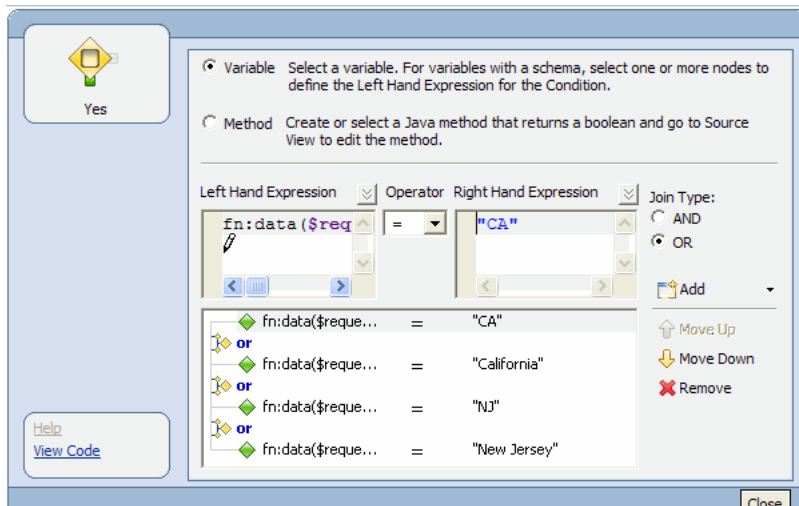 Yes
Variable Select a variable. For variables with a schema, select one or more nodes to
define the Left Hand Expression for the Condition.
Method Create or select a Java method that returns a boolean and go to Source
View to edit the method.
Left Hand Expression Operator Right Hand Expression Join Type:
fn:data($req = "CA"
AND
OR
Add
fn:data($reque... = "CA"
Move Up
or
fn:data($reque... = "California"
Move Down
or
Remove
fn:data($reque... = "NJ"
or
fn:data($reque... = "New Jersey"
Help
View Code
Close